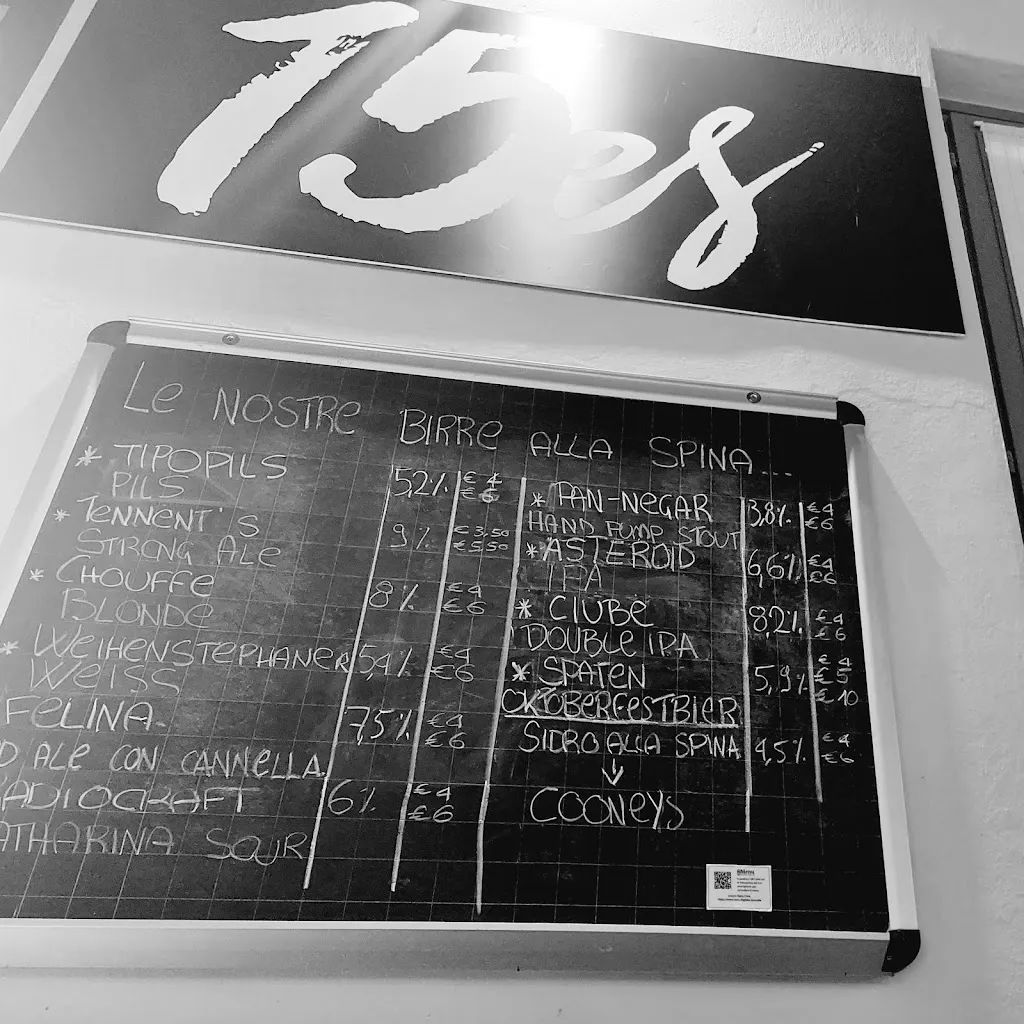 15es
Le NOSTRE BIRRE ALLA SPINA...
* TIPOPILS 5,2% € 4
PILS € 5
* TENNENT'S 9% € 3.50
STRONG ALE € 5.50
* CHOUFFE 8% € 4
BLONDE € 6
* WEIHENSTEPHANER 5,4% € 4
WEISS € 6
FELINA 7,5% € 4
D ALE CON CANNELLA € 6
ADIOCRAFT 6% € 4
ATHARINA SOUR € 6
* PAN-NEGAR 3,8% € 4
HAND PUMP STOUT € 6
* ASTEROID 6,6% € 4
IPA € 6
* CIUBE 8,2% € 4
DOUBLE IPA € 6
* SPATEN 5,9% € 4
€ 5
OKTOBERFESTBIER € 10
SIDRO ALLA SPINA 4,5% € 4
€ 6
↓
COONEYS